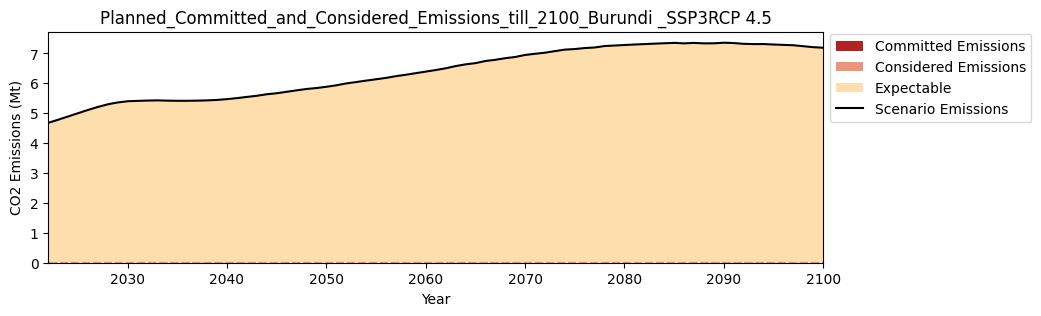 Planned_Committed_and_Considered_Emissions_till_2100_Burundi _SSP3RCP 4.5
CO2 Emissions (Mt)
7
6
5
4
3
2
1
0
2030 2040 2050 2060 2070 2080 2090 2100
Year
Committed Emissions
Considered Emissions
Expectable
Scenario Emissions